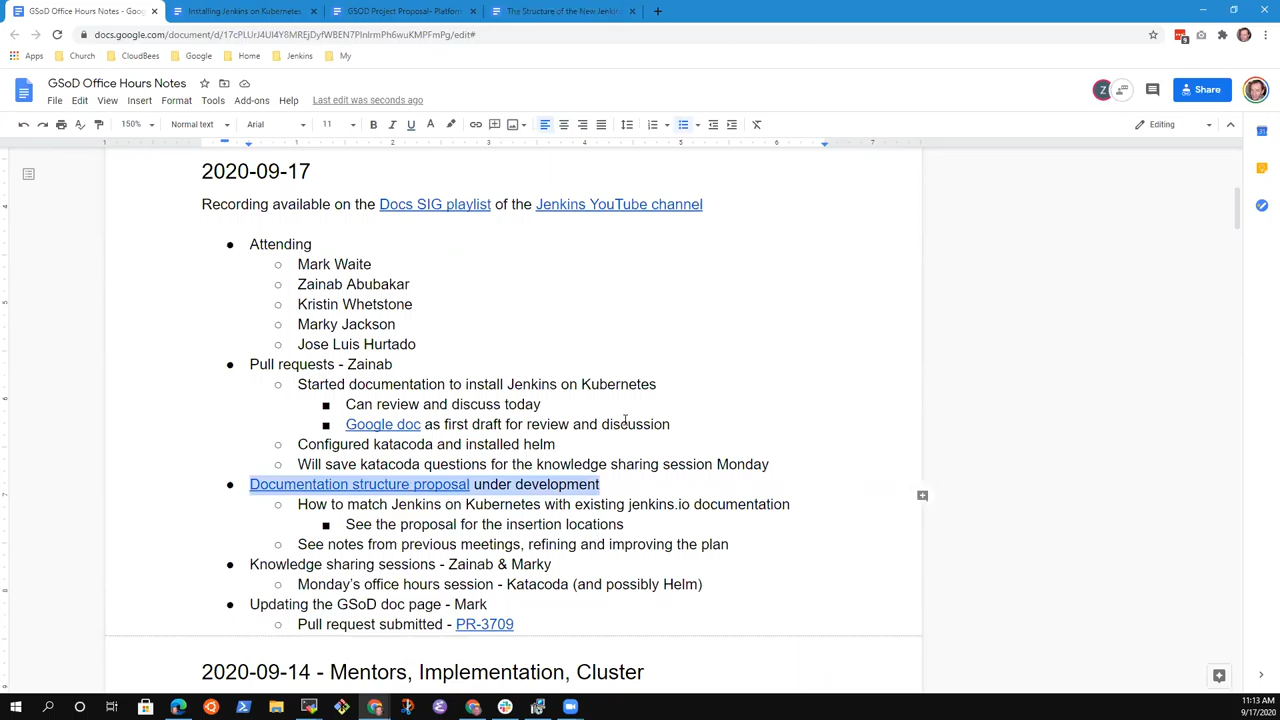 GSoD Office Hours Notes - Goog
Installing Jenkins on Kubernetes
GSOD Project Proposal- Platform
The Structure of the New Jenkin
docs.google.com/document/d/17cPLUrJ4Ul4Y8MREjDyfWBEN7PInIrmPh6wuKMPFmPg/edit#
Apps Church CloudBees Google Home Jenkins My
GSoD Office Hours Notes
File Edit View Insert Format Tools Add-ons Help Last edit was seconds ago
Z
Share
150% Normal text Arial 11 B I U A Editing
1 1 2 3 4 5 6 7
2020-09-17
Recording available on the Docs SIG playlist of the Jenkins YouTube channel
● Attending
○ Mark Waite
○ Zainab Abubakar
○ Kristin Whetstone
○ Marky Jackson
○ Jose Luis Hurtado
● Pull requests - Zainab
○ Started documentation to install Jenkins on Kubernetes
■ Can review and discuss today
■ Google doc as first draft for review and discussion
○ Configured katacoda and installed helm
○ Will save katacoda questions for the knowledge sharing session Monday
● Documentation structure proposal under development
○ How to match Jenkins on Kubernetes with existing jenkins.io documentation
■ See the proposal for the insertion locations
○ See notes from previous meetings, refining and improving the plan
● Knowledge sharing sessions - Zainab & Marky
○ Monday's office hours session - Katacoda (and possibly Helm)
● Updating the GSoD doc page - Mark
○ Pull request submitted - PR-3709
2020-09-14 - Mentors, Implementation, Cluster
11:13 AM
9/17/2020